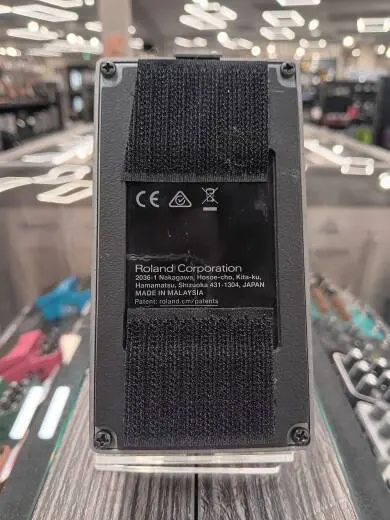 CE
Roland Corporation
2036-1 Nakagawa, Hosoe-cho, Kita-ku,
Hamamatsu, Shizuoka 431-1304, JAPAN
MADE IN MALAYSIA
Patent: roland.cm/patents